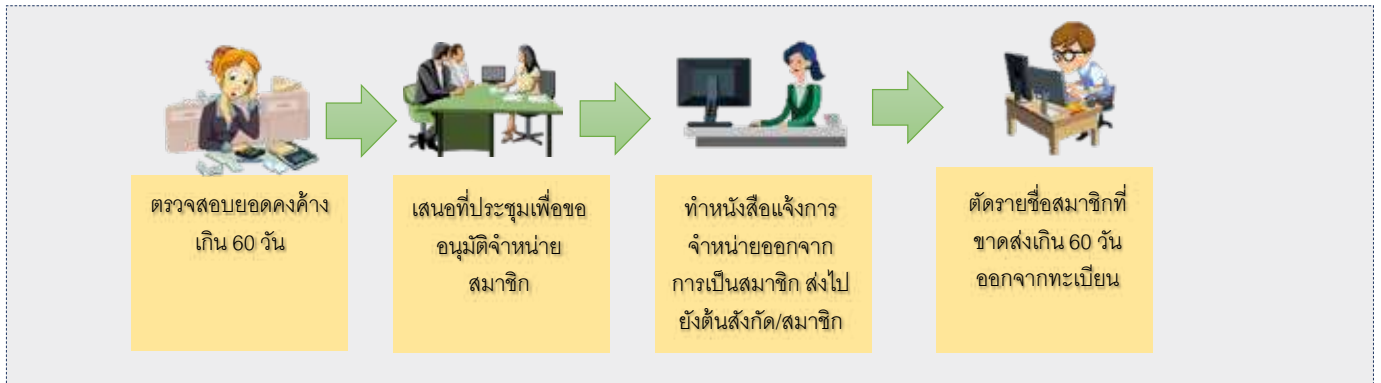 ตรวจสอบยอดคงค้าง
เกิน 60 วัน
เสนอที่ประชุมเพื่อขอ
อนุมัติจำหน่าย
สมาชิก
ทำหนังสือแจ้งการ
จำหน่ายออกจาก
การเป็นสมาชิก ส่งไป
ยังต้นสังกัด/สมาชิก
ตัดรายชื่อสมาชิกที่
ขาดส่งเกิน 60 วัน
ออกจากทะเบียน